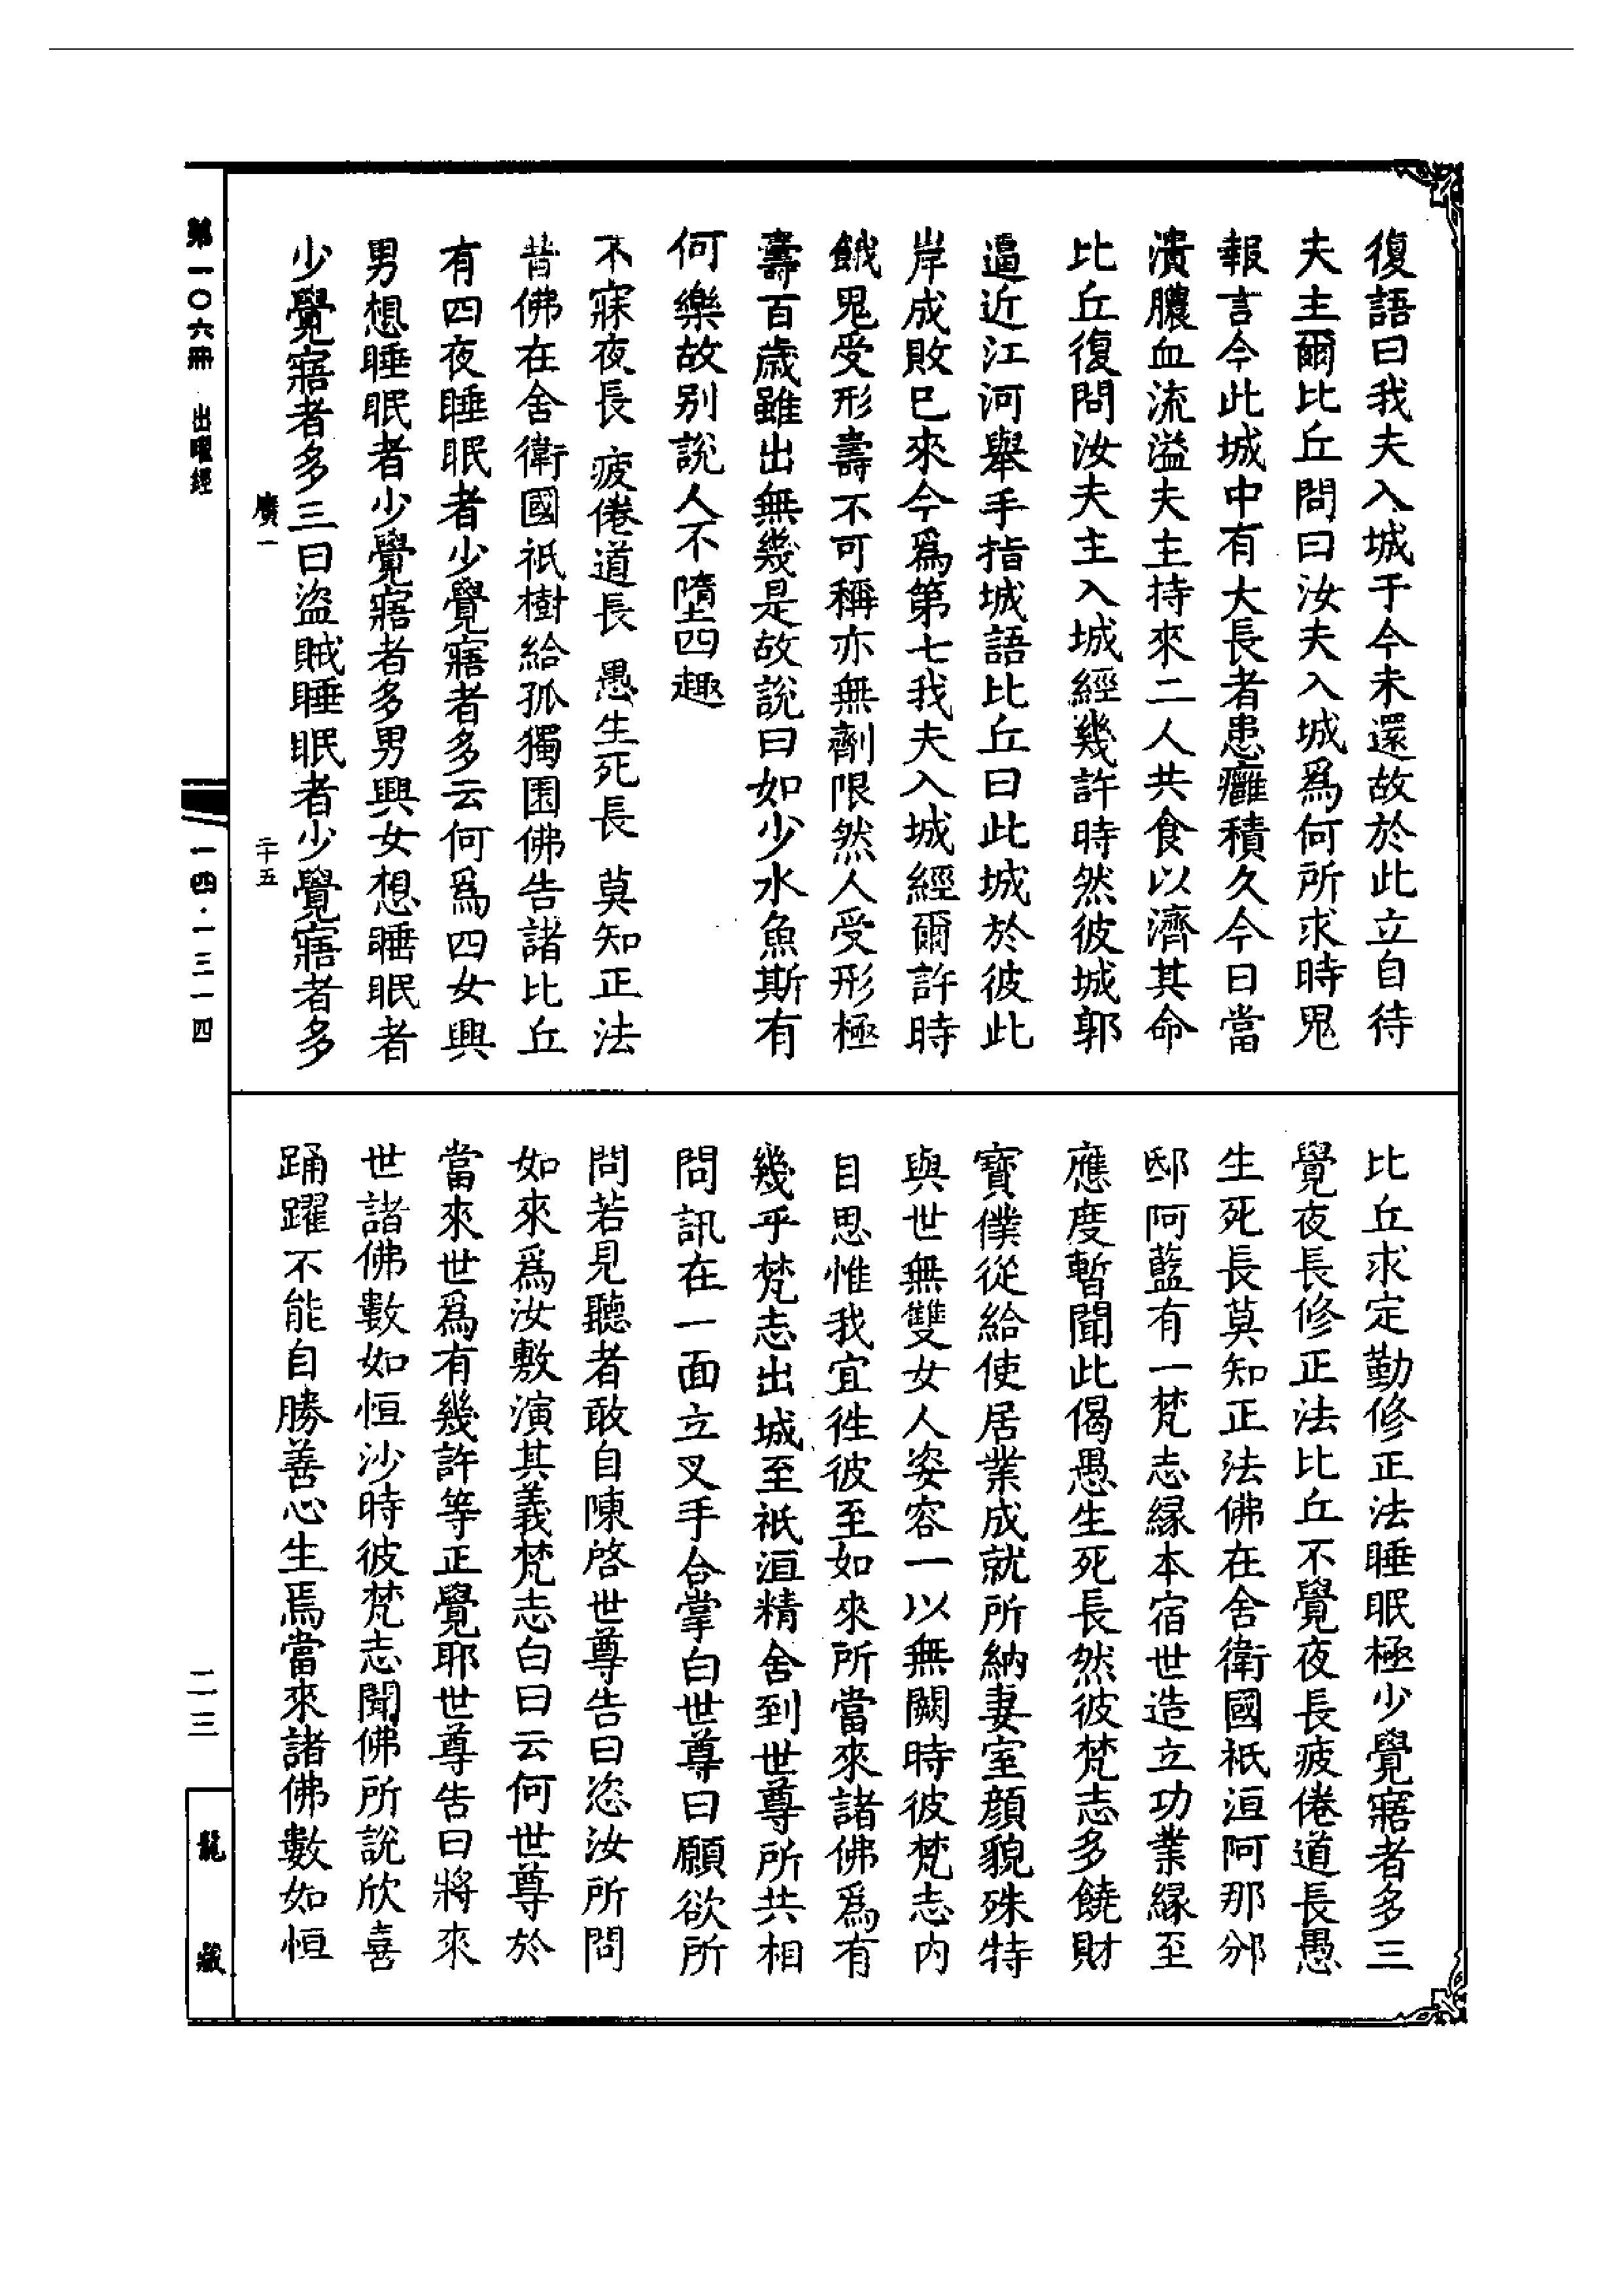 復語曰我夫入城于今未還故於此立自待
夫主爾比丘問曰汝夫入城爲何所求時鬼
報言今此城中有大長者患癰積久今日當
潰膿血流溢夫主持來二人共食以濟其命
比丘復問汝夫主入城經幾許時然彼城郭
逼近江河舉手指城語比丘曰此城於彼此
岸成敗巳來今爲第七我夫入城經爾許時
餓鬼受形壽不可稱亦無劑限然人受形極
壽百歲雖出無幾是故說曰如少水魚斯有
何樂故別說人不墮四趣
不寐夜長 疲倦道長 愚生死長 莫知正法
昔佛在舍衛國祇樹給孤獨園佛告諸比丘
有四夜睡眠者少覺寤者多云何爲四女興
男想睡眠者少覺寤者多男興女想睡眠者
少覺寤者多三曰盜賊睡眠者少覺寤者多
廣一 二十五
比丘求定勤修正法睡眠極少覺寤者多三
覺夜長修正法比丘不覺夜長疲倦道長愚
生死長莫知正法佛在舍衛國祇洹阿那邠
邸阿藍有一梵志緣本宿世造立功業緣至
應度暫聞此偈愚生死長然彼梵志多饒財
寶僕從給使居業成就所納妻室顏貌殊特
與世無雙女人姿容一以無闕時彼梵志內
自思惟我宜徃彼至如來所當來諸佛爲有
幾乎梵志出城至祇洹精舍到世尊所共相
問訊在一面立叉手合掌白世尊曰願欲所
問若見聽者敢自陳啓世尊告曰恣汝所問
如來爲汝敷演其義梵志白曰云何世尊於
當來世爲有幾許等正覺耶世尊告曰將來
世諸佛數如恒沙時彼梵志聞佛所說欣喜
踊躍不能自勝善心生焉當來諸佛數如恒
第一〇六冊 出曜經
一四·一三一四
二三
龍藏